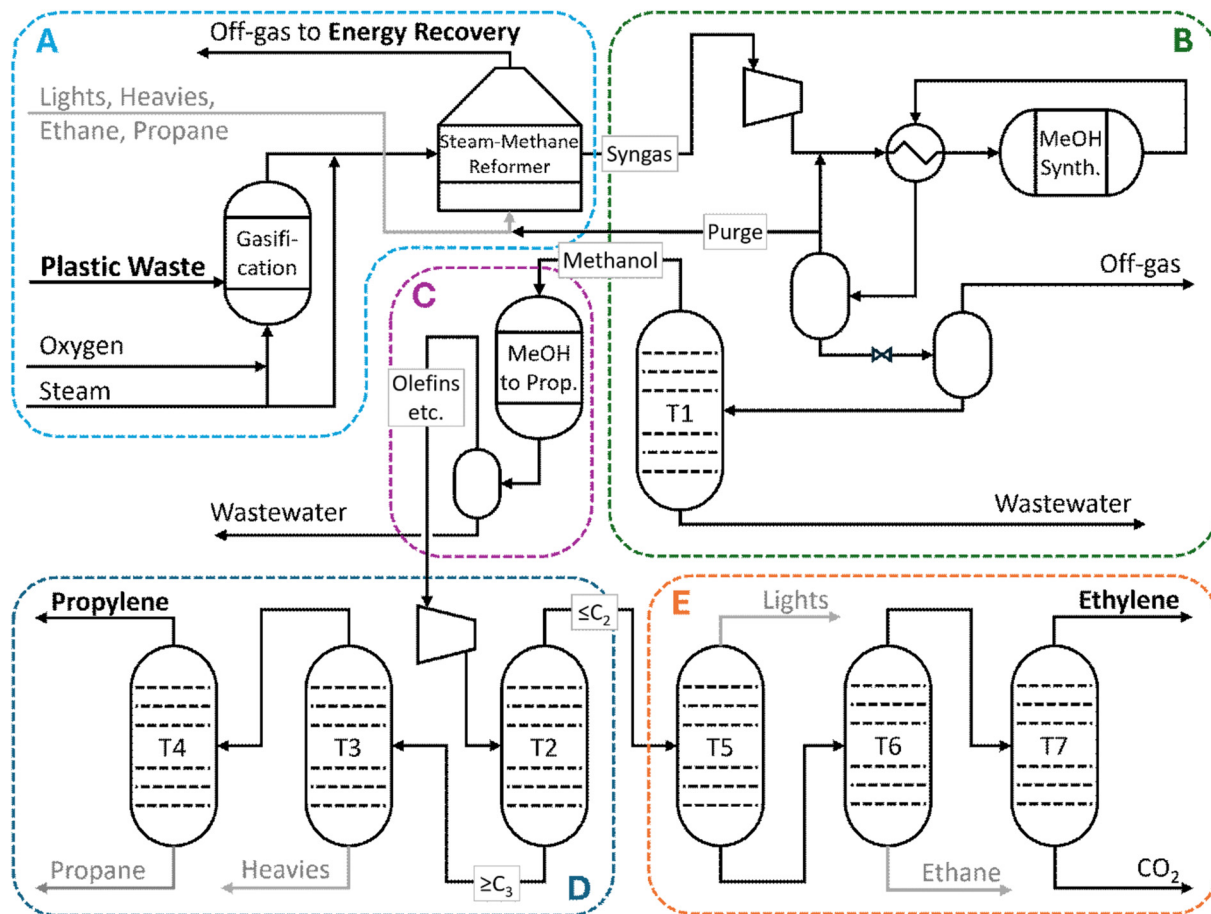 A
Off-gas to Energy Recovery
Lights, Heavies,
Ethane, Propane
Steam-Methane
Reformer
Gasifi-
cation
Plastic Waste
Oxygen
Steam
B
Syngas
MeOH
Synth.
Purge
Off-gas
Methanol
T1
Wastewater
C
MeOH
to Prop.
Olefins
etc.
Wastewater
Propylene
T4
T3
T2
≤C₂
≥C₃
Propane
Heavies
D
E
Lights
Ethylene
T5
T6
T7
Ethane
CO₂